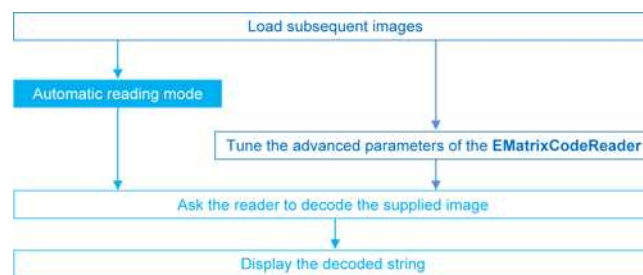 Load subsequent images
Automatic reading mode
Tune the advanced parameters of the EMatrixCodeReader
Ask the reader to decode the supplied image
Display the decoded string